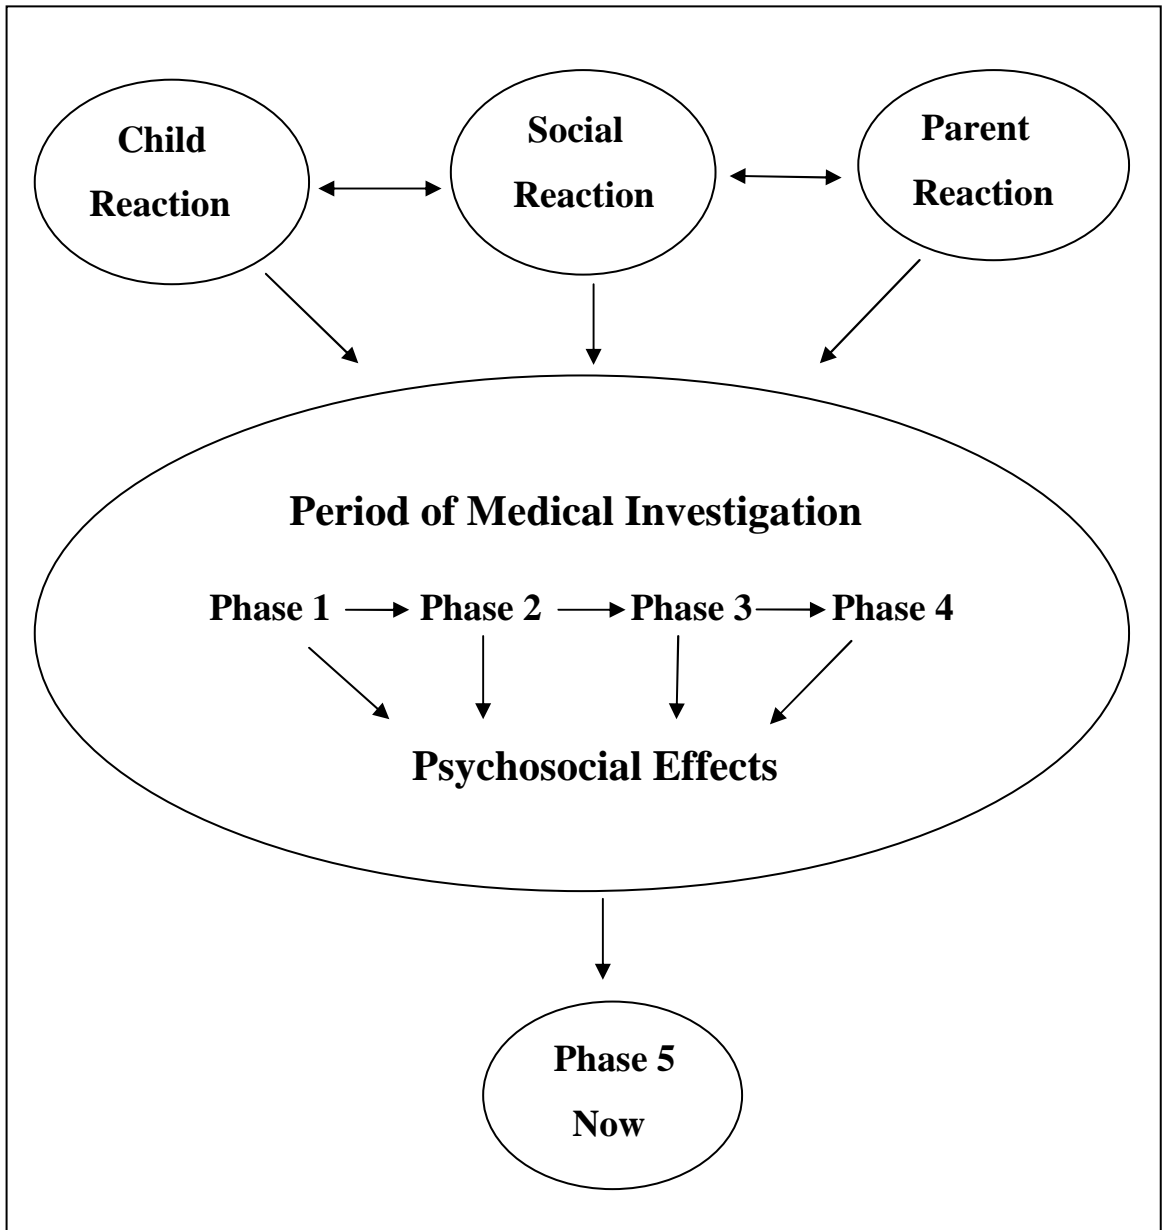 Child
Reaction
Social
Reaction
Parent
Reaction
Period of Medical Investigation
Phase 1 Phase 2 Phase 3 Phase 4
Psychosocial Effects
Phase 5
Now